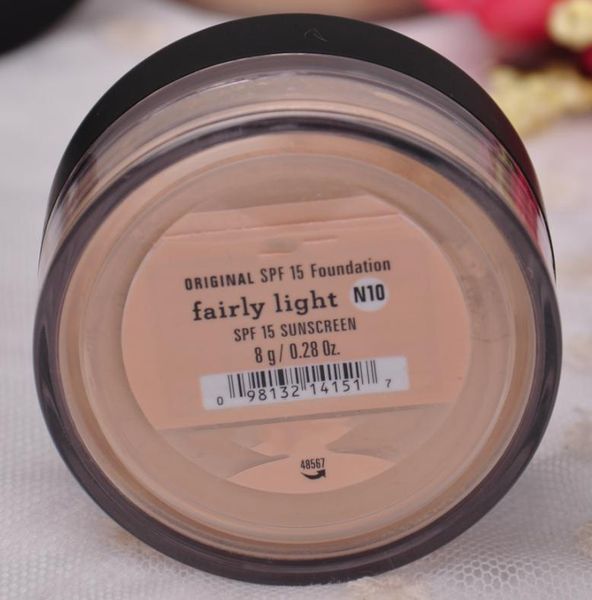 ORIGINAL SPF 15 Foundation
fairly light N10
SPF 15 SUNSCREEN
8 g / 0.28 Oz.
0 98132 14151 7
48567